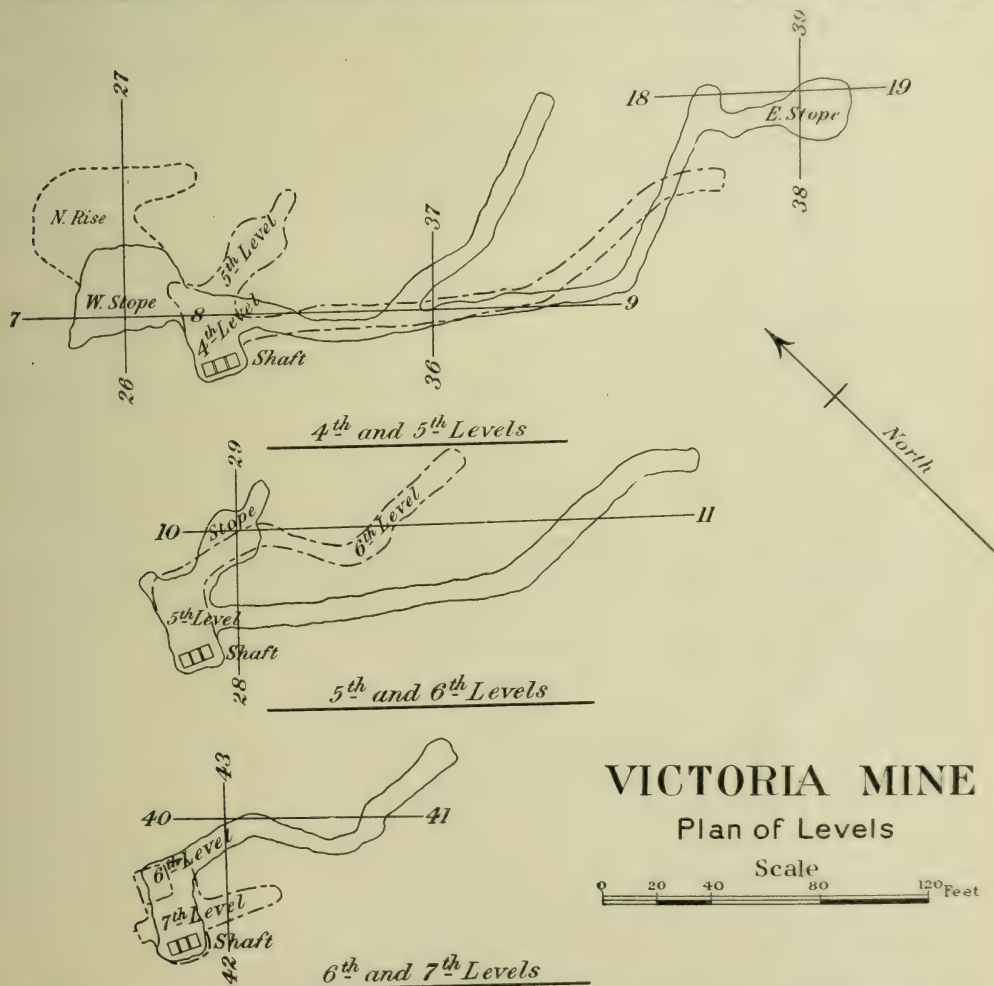 27
39
18
19
E. Stope
38
N. Rise
5th Level
37
W. Stope
7
8
9
4th Level
Shaft
26
36
4th and 5th Levels
North
29
10
Stope
11
6th Level
5th Level
Shaft
28
5th and 6th Levels
43
40
41
6th Level
7th Level
Shaft
42
6th and 7th Levels
VICTORIA MINE
Plan of Levels
Scale
0 20 40 80 120 Feet